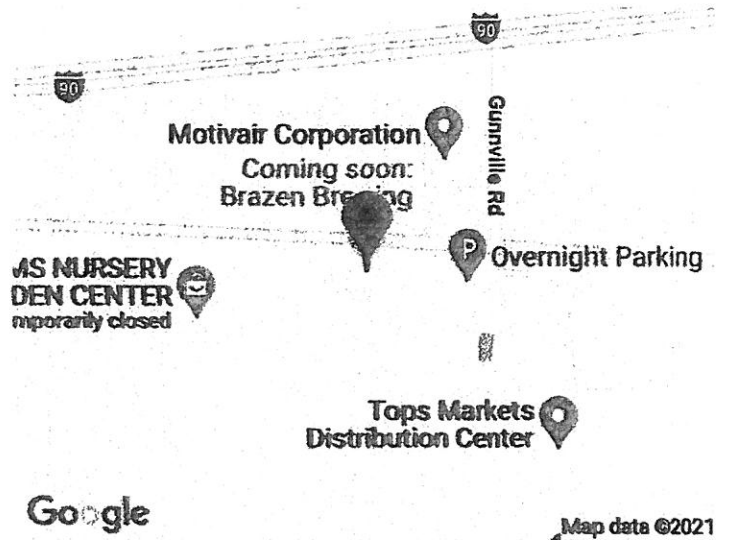 90
90
Gunnville Rd
Motivair Corporation
Coming soon:
Brazen Brewing
P
Overnight Parking
MS NURSERY
DEN CENTER
mporarily closed
Tops Markets
Distribution Center
Google
Map data ©2021